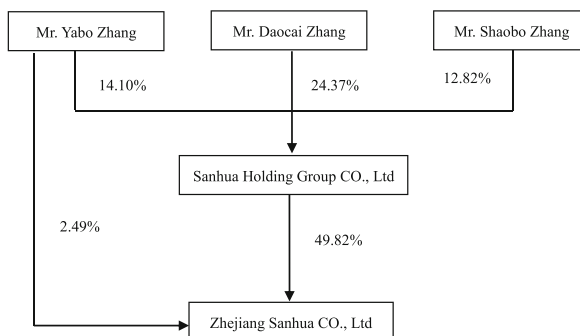 Mr. Yabo Zhang
Mr. Daocai Zhang
Mr. Shaobo Zhang
14.10%
24.37%
12.82%
Sanhua Holding Group CO., Ltd
2.49%
49.82%
Zhejiang Sanhua CO., Ltd